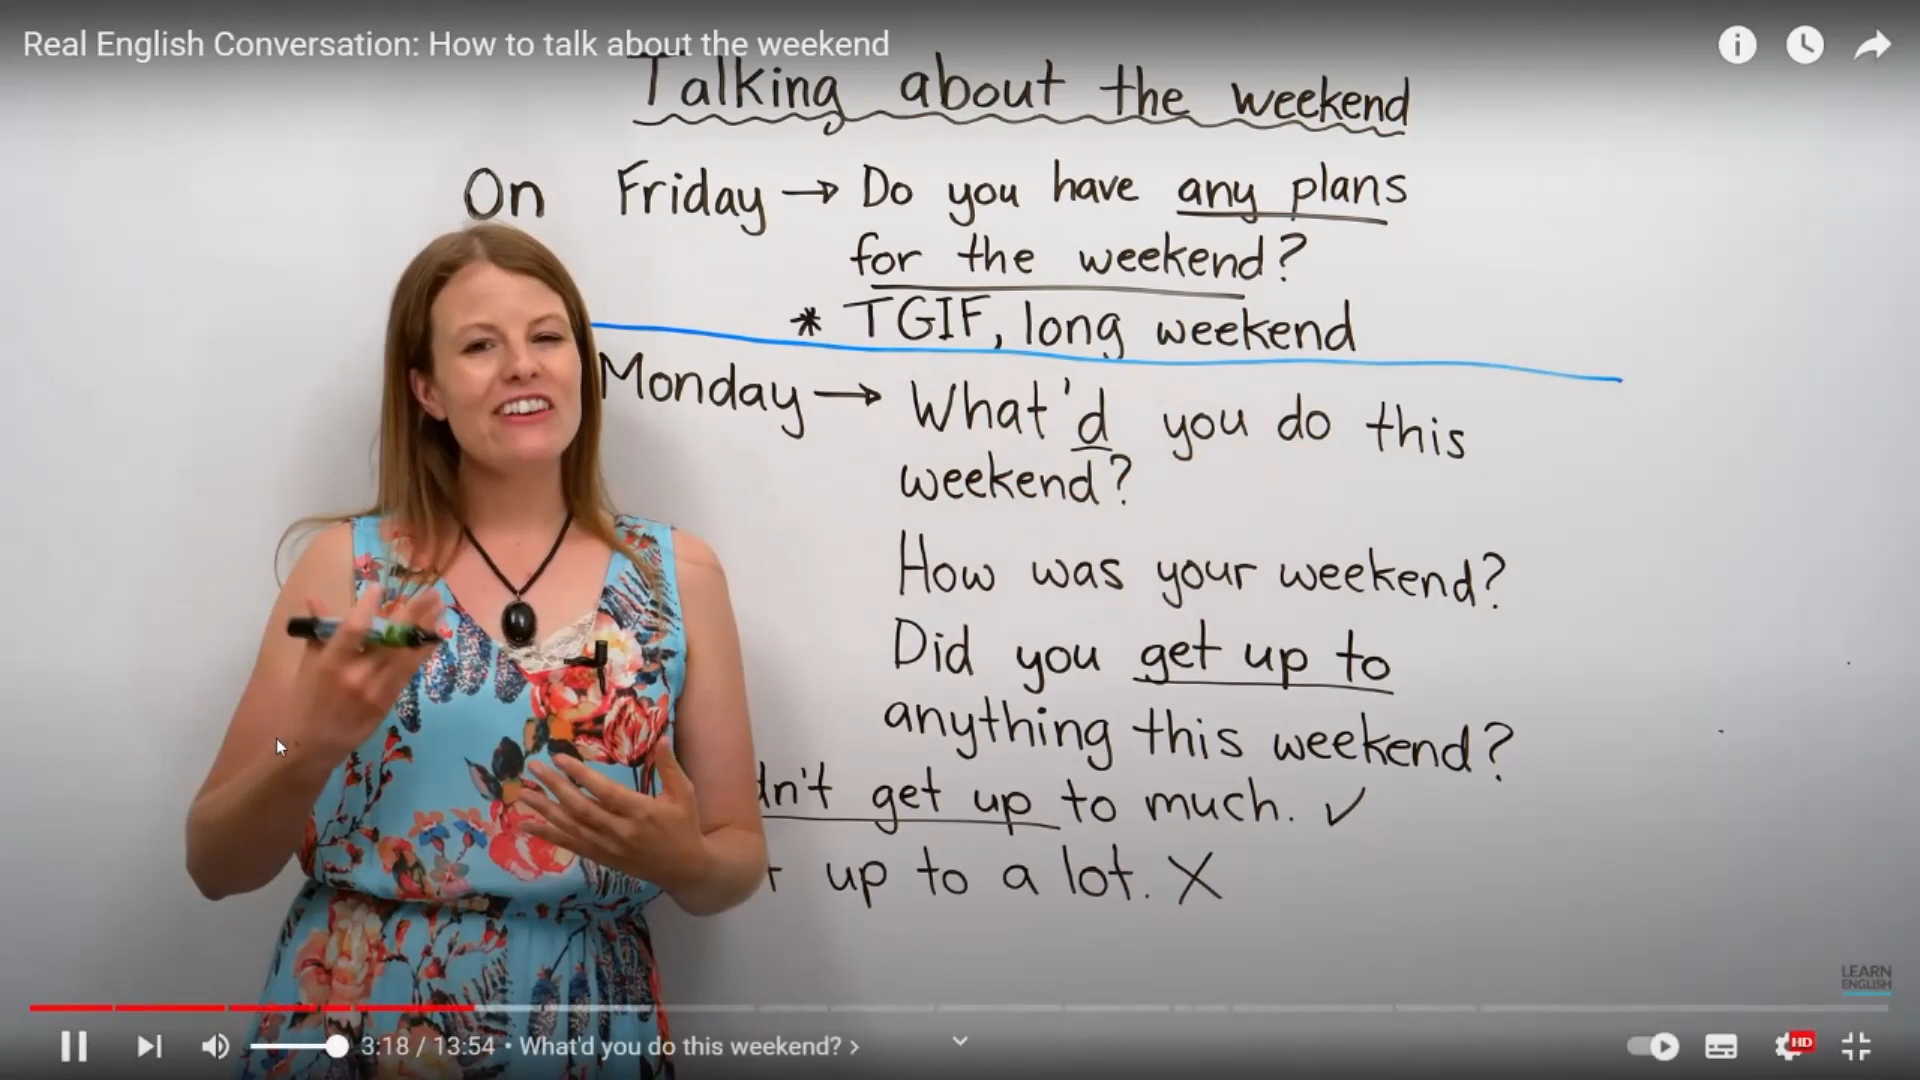 Real English Conversation: How to talk about the weekend
Talking about the weekend
On Friday → Do you have any plans
for the weekend?
* TGIF, long weekend
Monday → What'd you do this
weekend?
How was your weekend?
Did you get up to
anything this weekend?
get up to much. ✓
up to a lot. X
LEARN
ENGLISH
3:18 / 13:54 • What'd you do this weekend? >
HD